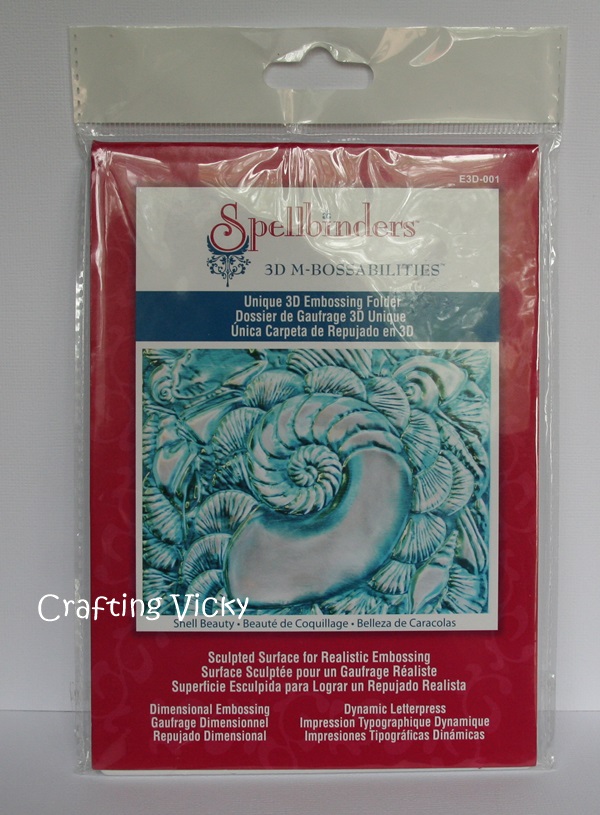 E3D-001
Spellbinders™
3D M-BOSSABILITIES™
Unique 3D Embossing Folder
Dossier de Gaufrage 3D Unique
Única Carpeta de Repujado en 3D
Crafting Vicky
Shell Beauty • Beauté de Coquillage • Belleza de Caracolas
Sculpted Surface for Realistic Embossing
Surface Sculptée pour un Gaufrage Réaliste
Superficie Esculpida para Lograr un Repujado Realista
Dimensional Embossing
Gaufrage Dimensionnel
Repujado Dimensional
Dynamic Letterpress
Impression Typographique Dynamique
Impresiones Tipográficas Dinámicas